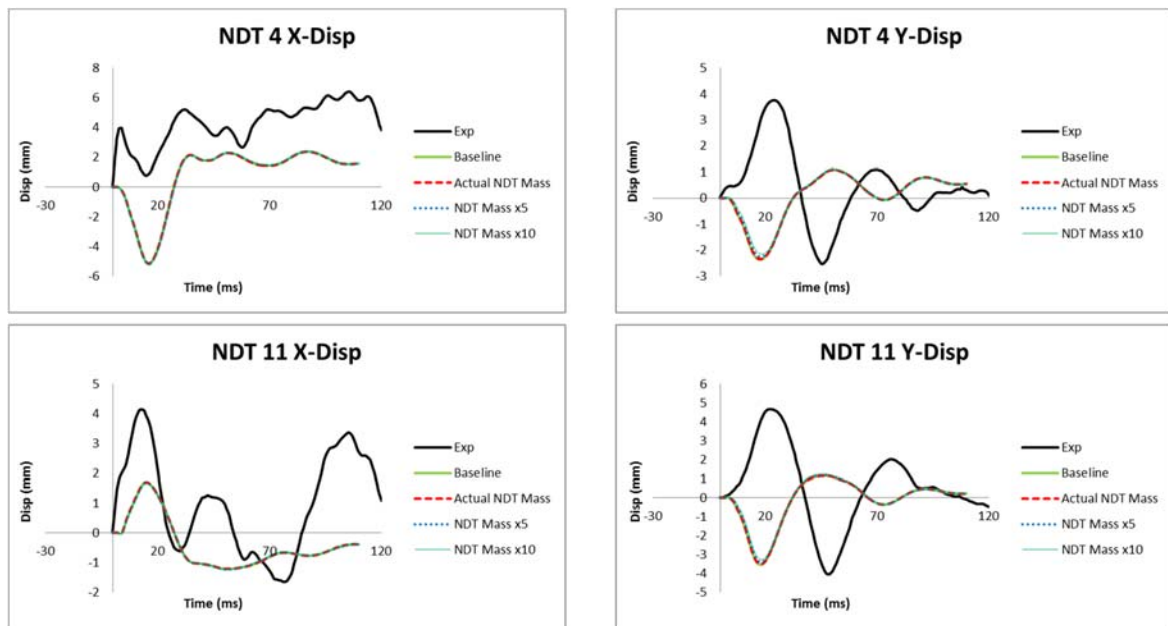 NDT 4 X-Disp
8
6
4
2
0
-2
-4
-6
-30
20
70
120
Disp (mm)
Time (ms)
Exp
Baseline
Actual NDT Mass
NDT Mass x5
NDT Mass x10
NDT 4 Y-Disp
5
4
3
2
1
0
-1
-2
-3
-30
20
70
120
Disp (mm)
Time (ms)
Exp
Baseline
Actual NDT Mass
NDT Mass x5
NDT Mass x10
NDT 11 X-Disp
5
4
3
2
1
0
-1
-2
-30
20
70
120
Disp (mm)
Time (ms)
Exp
Baseline
Actual NDT Mass
NDT Mass x5
NDT Mass x10
NDT 11 Y-Disp
6
5
4
3
2
1
0
-1
-2
-3
-4
-5
-30
20
70
120
Disp (mm)
Time (ms)
Exp
Baseline
Actual NDT Mass
NDT Mass x5
NDT Mass x10